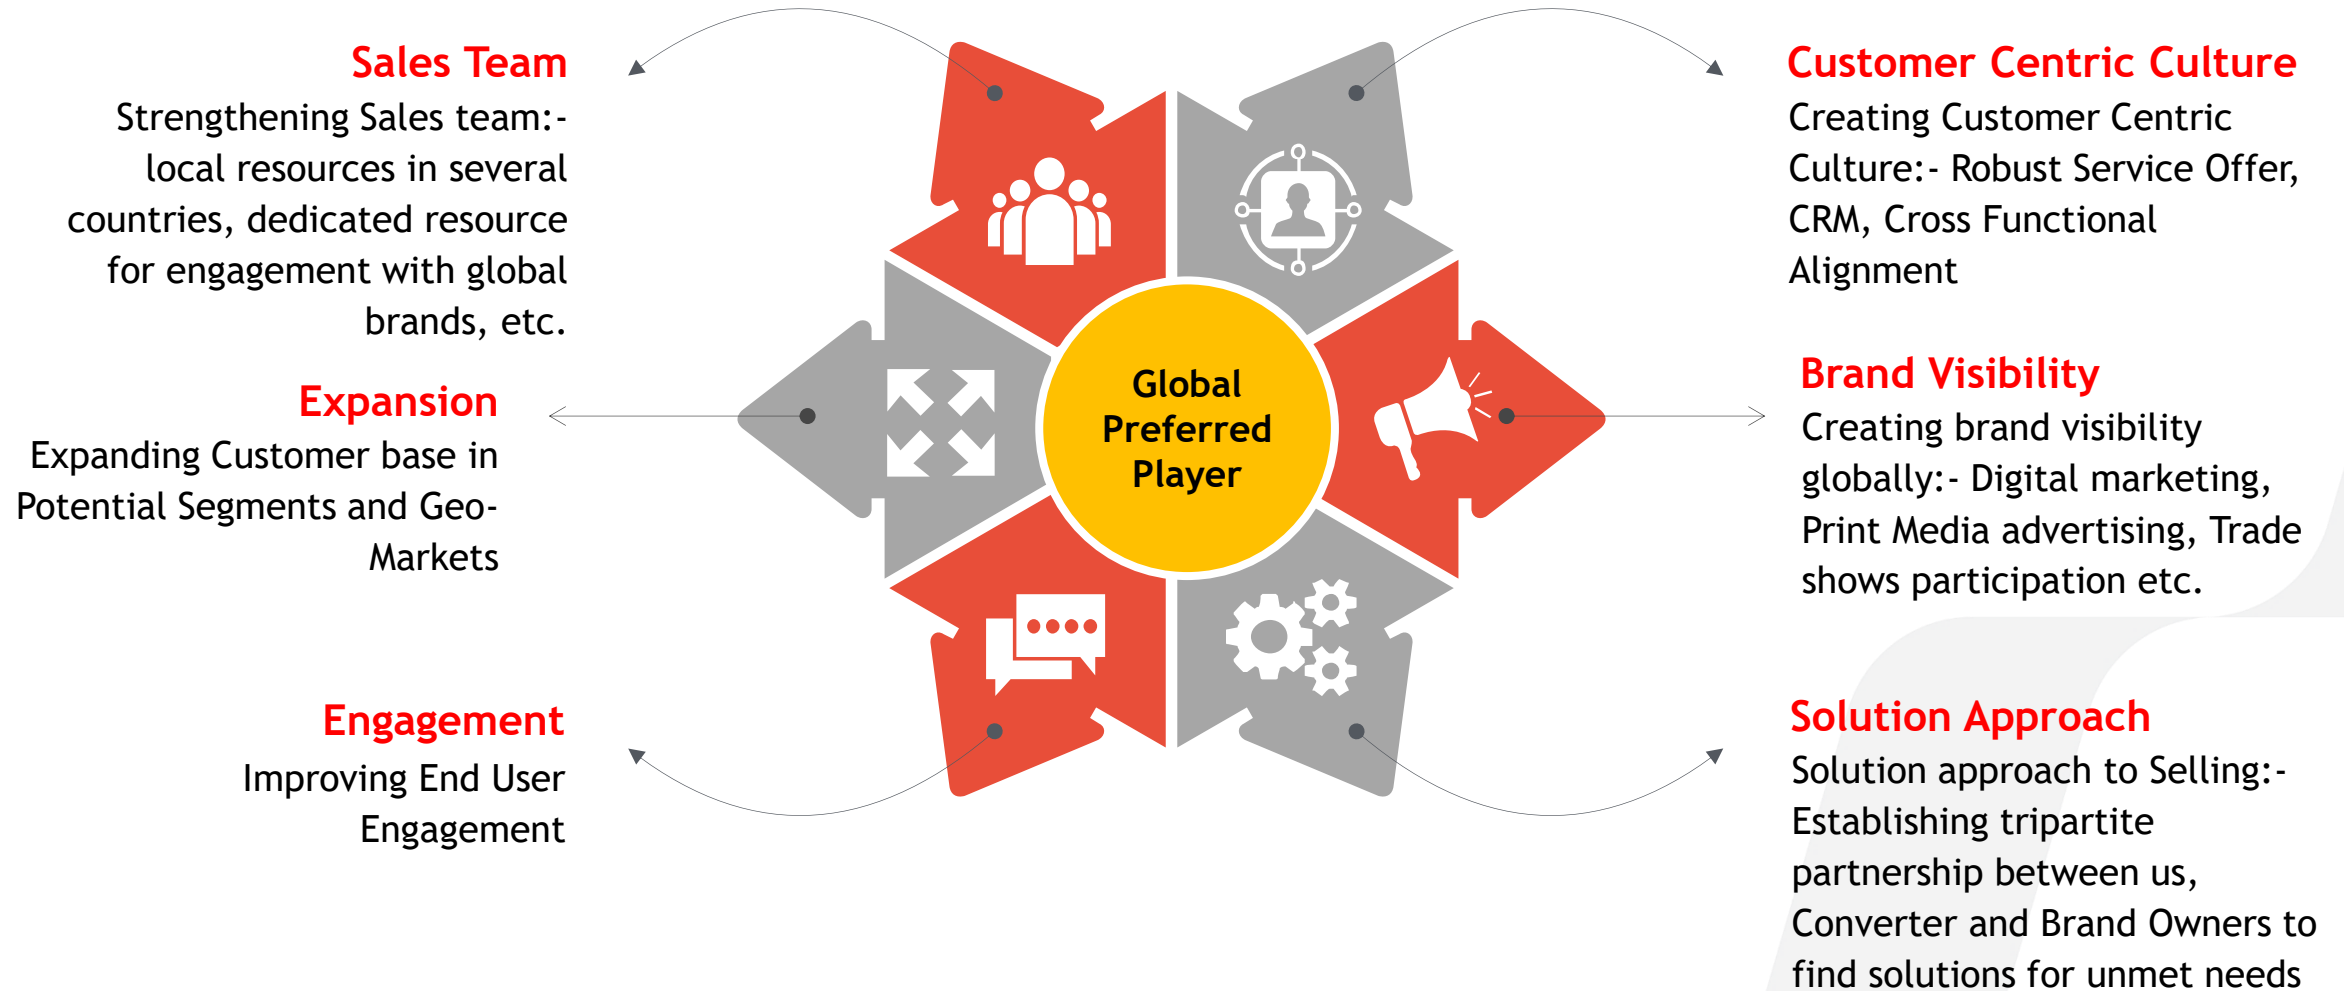 Sales Team
Strengthening Sales team:-
local resources in several
countries, dedicated resource
for engagement with global
brands, etc.
Expansion
Expanding Customer base in
Potential Segments and Geo-
Markets
Engagement
Improving End User
Engagement
Global
Preferred
Player
Customer Centric Culture
Creating Customer Centric
Culture:- Robust Service Offer,
CRM, Cross Functional
Alignment
Brand Visibility
Creating brand visibility
globally:- Digital marketing,
Print Media advertising, Trade
shows participation etc.
Solution Approach
Solution approach to Selling:-
Establishing tripartite
partnership between us,
Converter and Brand Owners to
find solutions for unmet needs